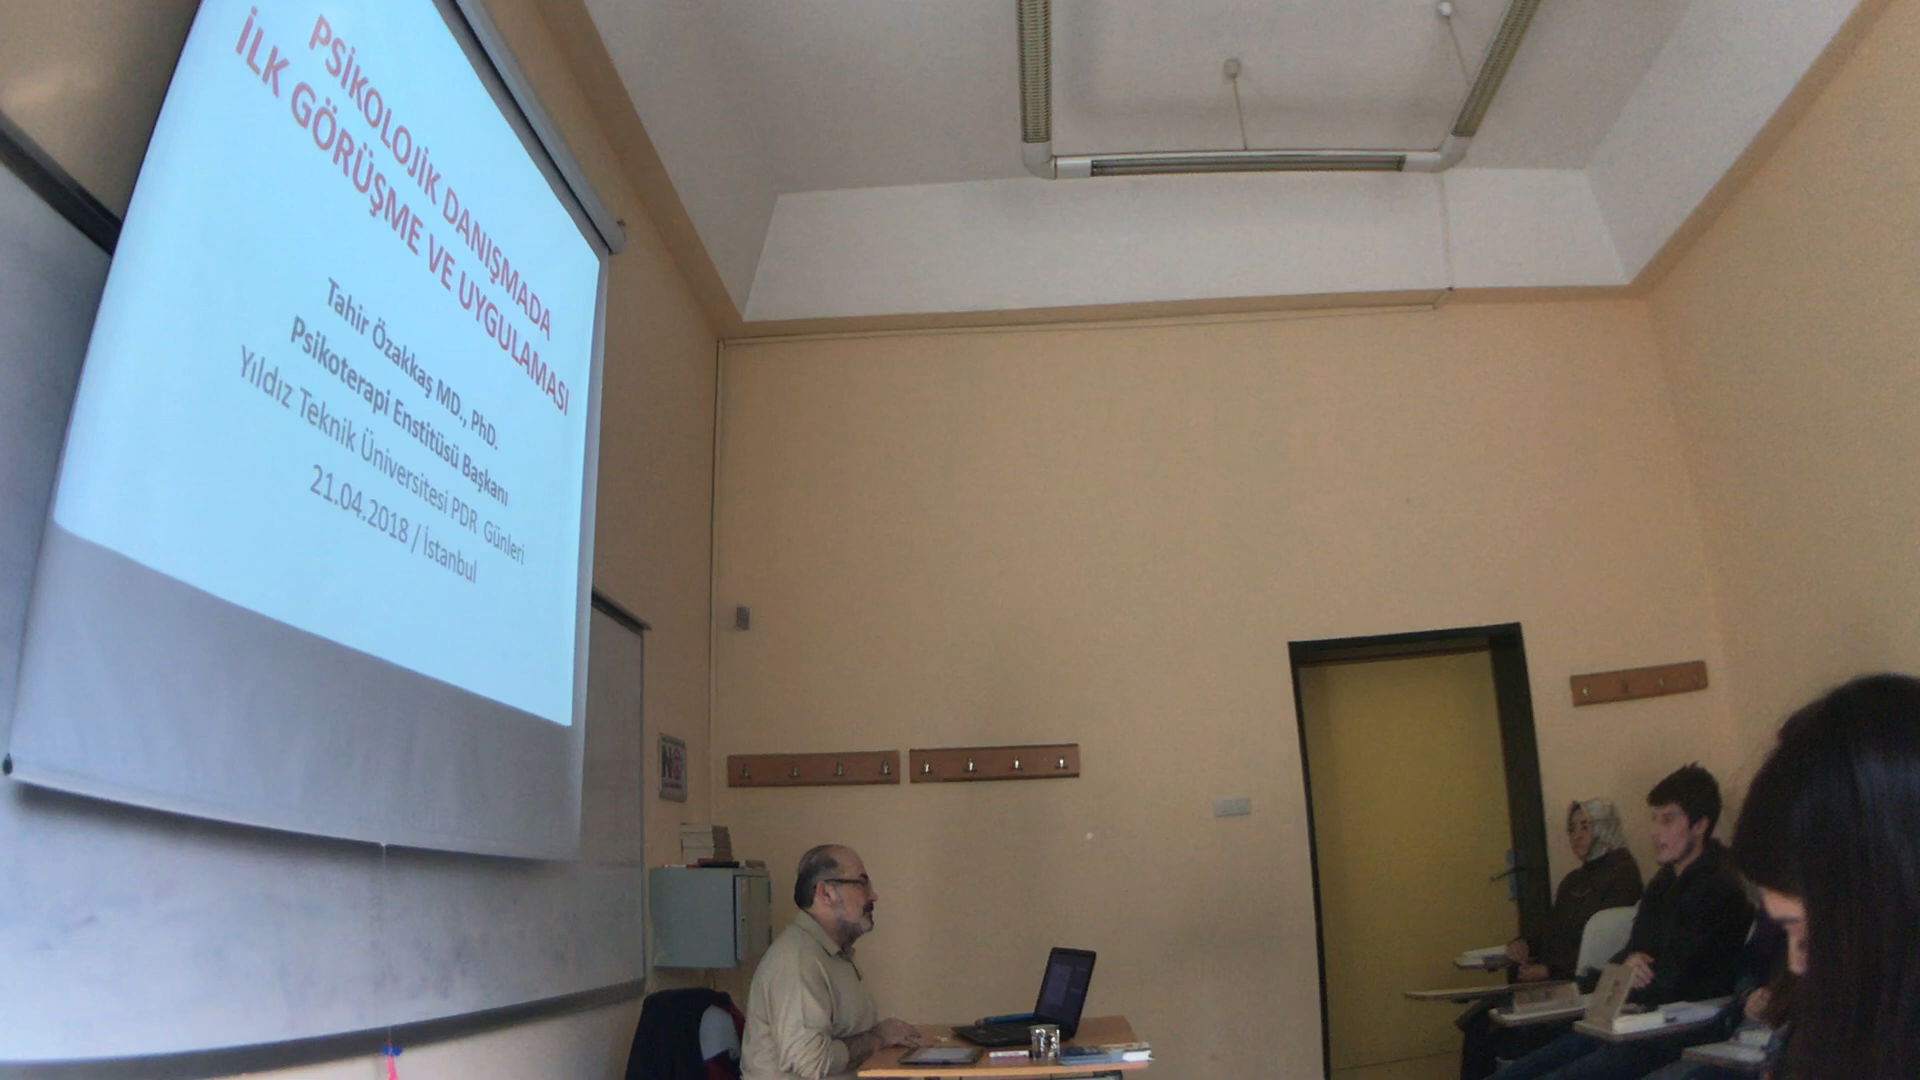 PSİKOLOJİK DANIŞMADA
İLK GÖRÜŞME VE UYGULAMASI
Tahir Özakkaş MD., PhD.
Psikoterapi Enstitüsü Başkanı
Yıldız Teknik Üniversitesi PDR Günleri
21.04.2018 / İstanbul